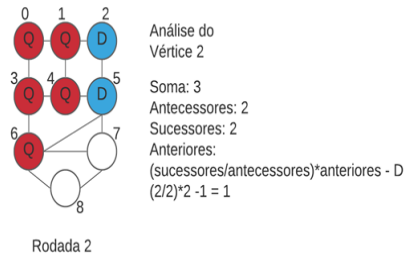 0 1 2
Q Q D
3 4 5
Q Q D
6 7
Q
8
Rodada 2
Análise do
Vértice 2
Soma: 3
Antecessores: 2
Sucessores: 2
Anteriores:
(sucessores/antecessores)*anteriores - D
(2/2)*2 -1 = 1